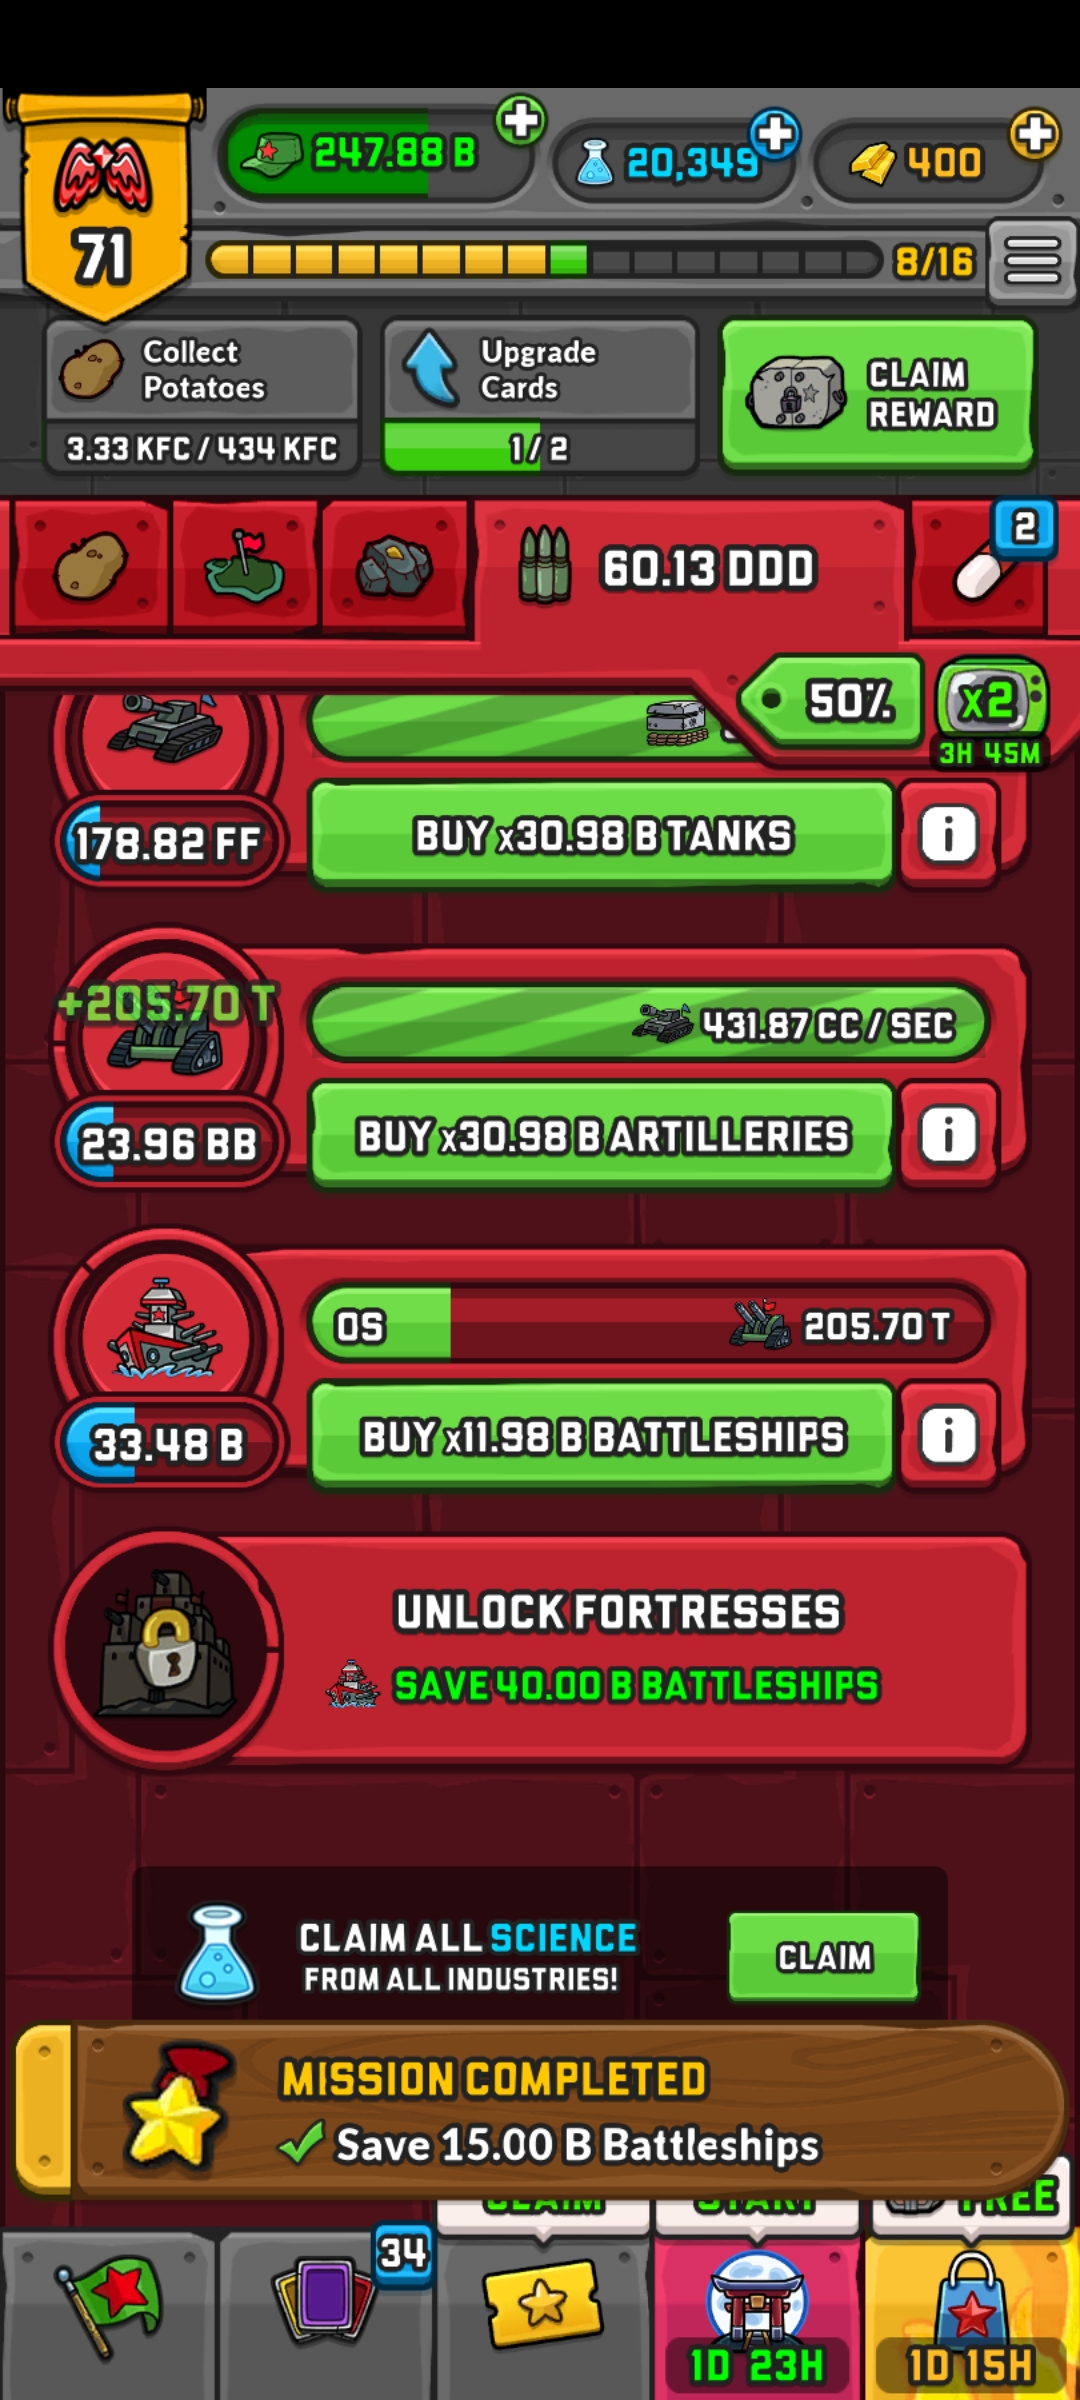 71
247.88 B
20,349
400
8/16
Collect
Potatoes
3.33 KFC / 434 KFC
Upgrade
Cards
1 / 2
CLAIM
REWARD
60.13 DDD
2
50%
x2
3H 45M
178.82 FF
BUY x30.98 B TANKS
i
+205.70 T
431.87 CC / SEC
23.96 BB
BUY x30.98 B ARTILLERIES
i
0S
205.70 T
33.48 B
BUY x11.98 B BATTLESHIPS
i
UNLOCK FORTRESSES
SAVE 40.00 B BATTLESHIPS
CLAIM ALL SCIENCE
FROM ALL INDUSTRIES!
CLAIM
MISSION COMPLETED
Save 15.00 B Battleships
CLAIM
START
FREE
34
1D 23H
1D 15H